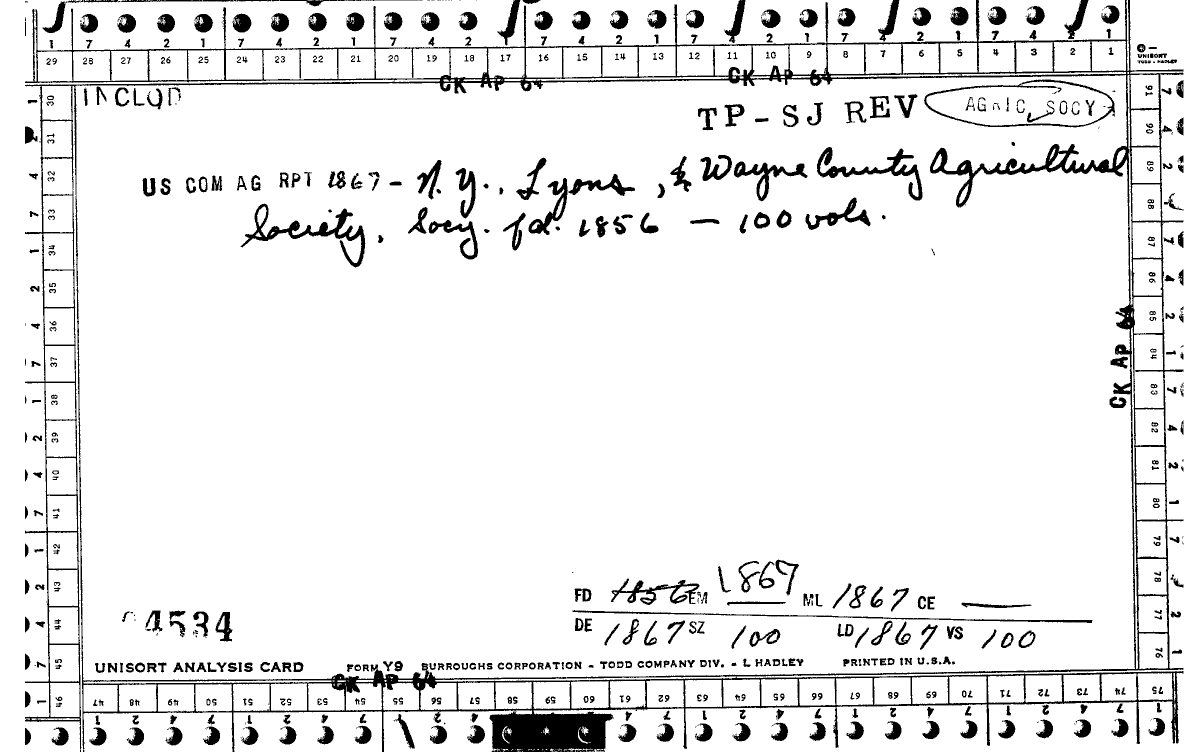 1 7 4 2 1 7 4 2 1 7 4 2 1 7 4 2 1 7 4 2 1 7 4 2 1 7 4 2 1
29 28 27 26 25 24 23 22 21 20 19 18 17 16 15 14 13 12 11 10 9 8 7 6 5 4 3 2 1
UNISORT
TODD - HADLEY
CK AP 64 CK AP 64
INCLOD
TP-SJ REV AGRIC SOCY
US COM AG RPT 1867 - N. Y., Lyons, & Wayne County Agricultural
Society, Socy. fd. 1856 — 100 vols.
CK AP 64
FD 1856 EM 1867 ML 1867 CE —
DE 1867 SZ 100 LD 1867 VS 100
4534
UNISORT ANALYSIS CARD FORM Y9 BURROUGHS CORPORATION - TODD COMPANY DIV. - L HADLEY PRINTED IN U.S.A.
CK AP 64
47 48 49 50 51 52 53 54 55 56 57 58 59 60 61 62 63 64 65 66 67 68 69 70 71 72 73 74 75
30 31 32 33 34 35 36 37 38 39 40 41 42 43 44 45 46
91 90 89 88 87 86 85 84 83 82 81 80 79 78 77 76